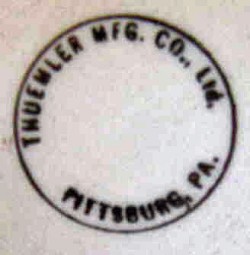 THUEMLER MFG. CO., Ltd.
PITTSBURG, PA.